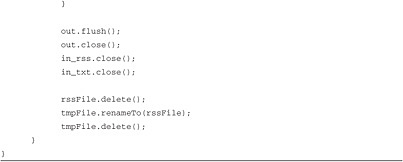 }
out.flush();
out.close();
in_rss.close();
in_txt.close();
rssFile.delete();
tmpFile.renameTo(rssFile);
tmpFile.delete();
}
}